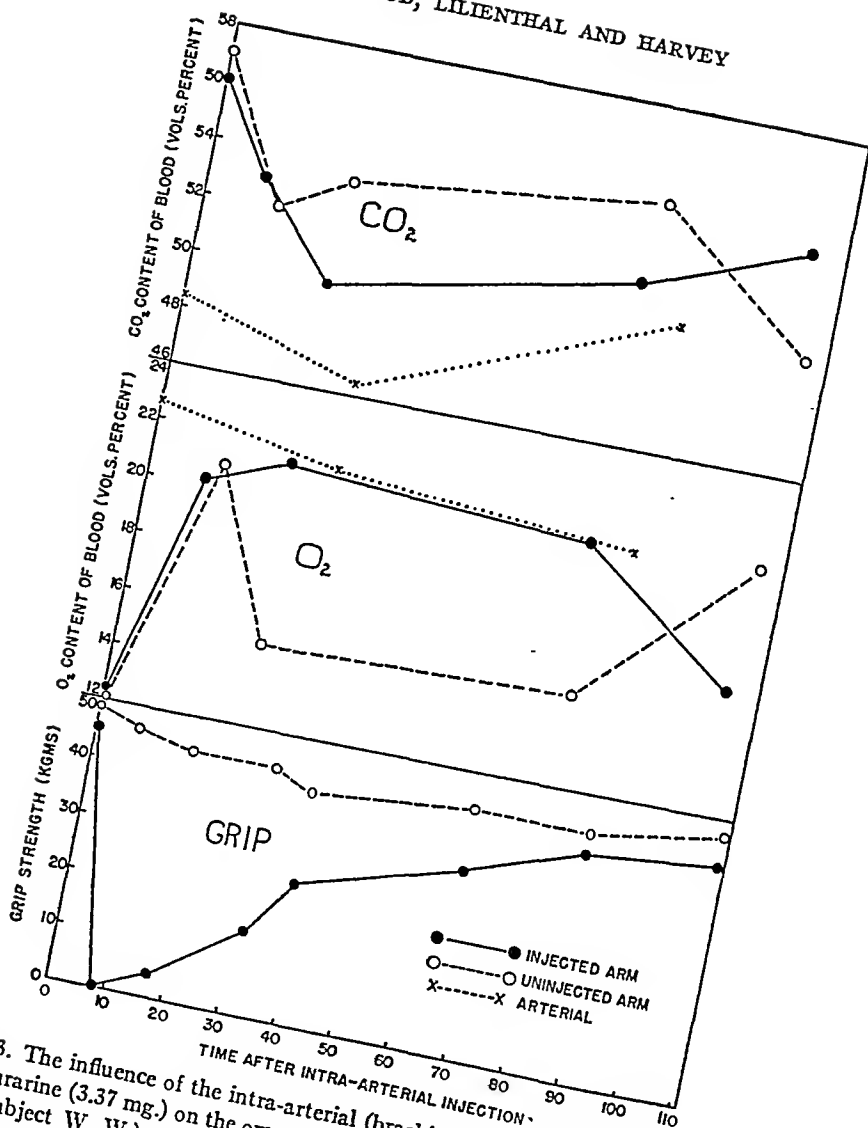 LILIENTHAL AND HARVEY
CO₂ CONTENT OF BLOOD (VOLS. PERCENT)
58
50
54
52
50
48
46
CO₂
O₂ CONTENT OF BLOOD (VOLS. PERCENT)
24
22
20
18
16
14
12
O₂
GRIP STRENGTH (KGMS)
50
40
30
20
10
0
GRIP
INJECTED ARM
UNINJECTED ARM
ARTERIAL
0 10 20 30 40 50 60 70 80 90 100 110
TIME AFTER INTRA-ARTERIAL INJECTION
3. The influence of the intra-arterial
(3.37 mg.) on the
W. W.)